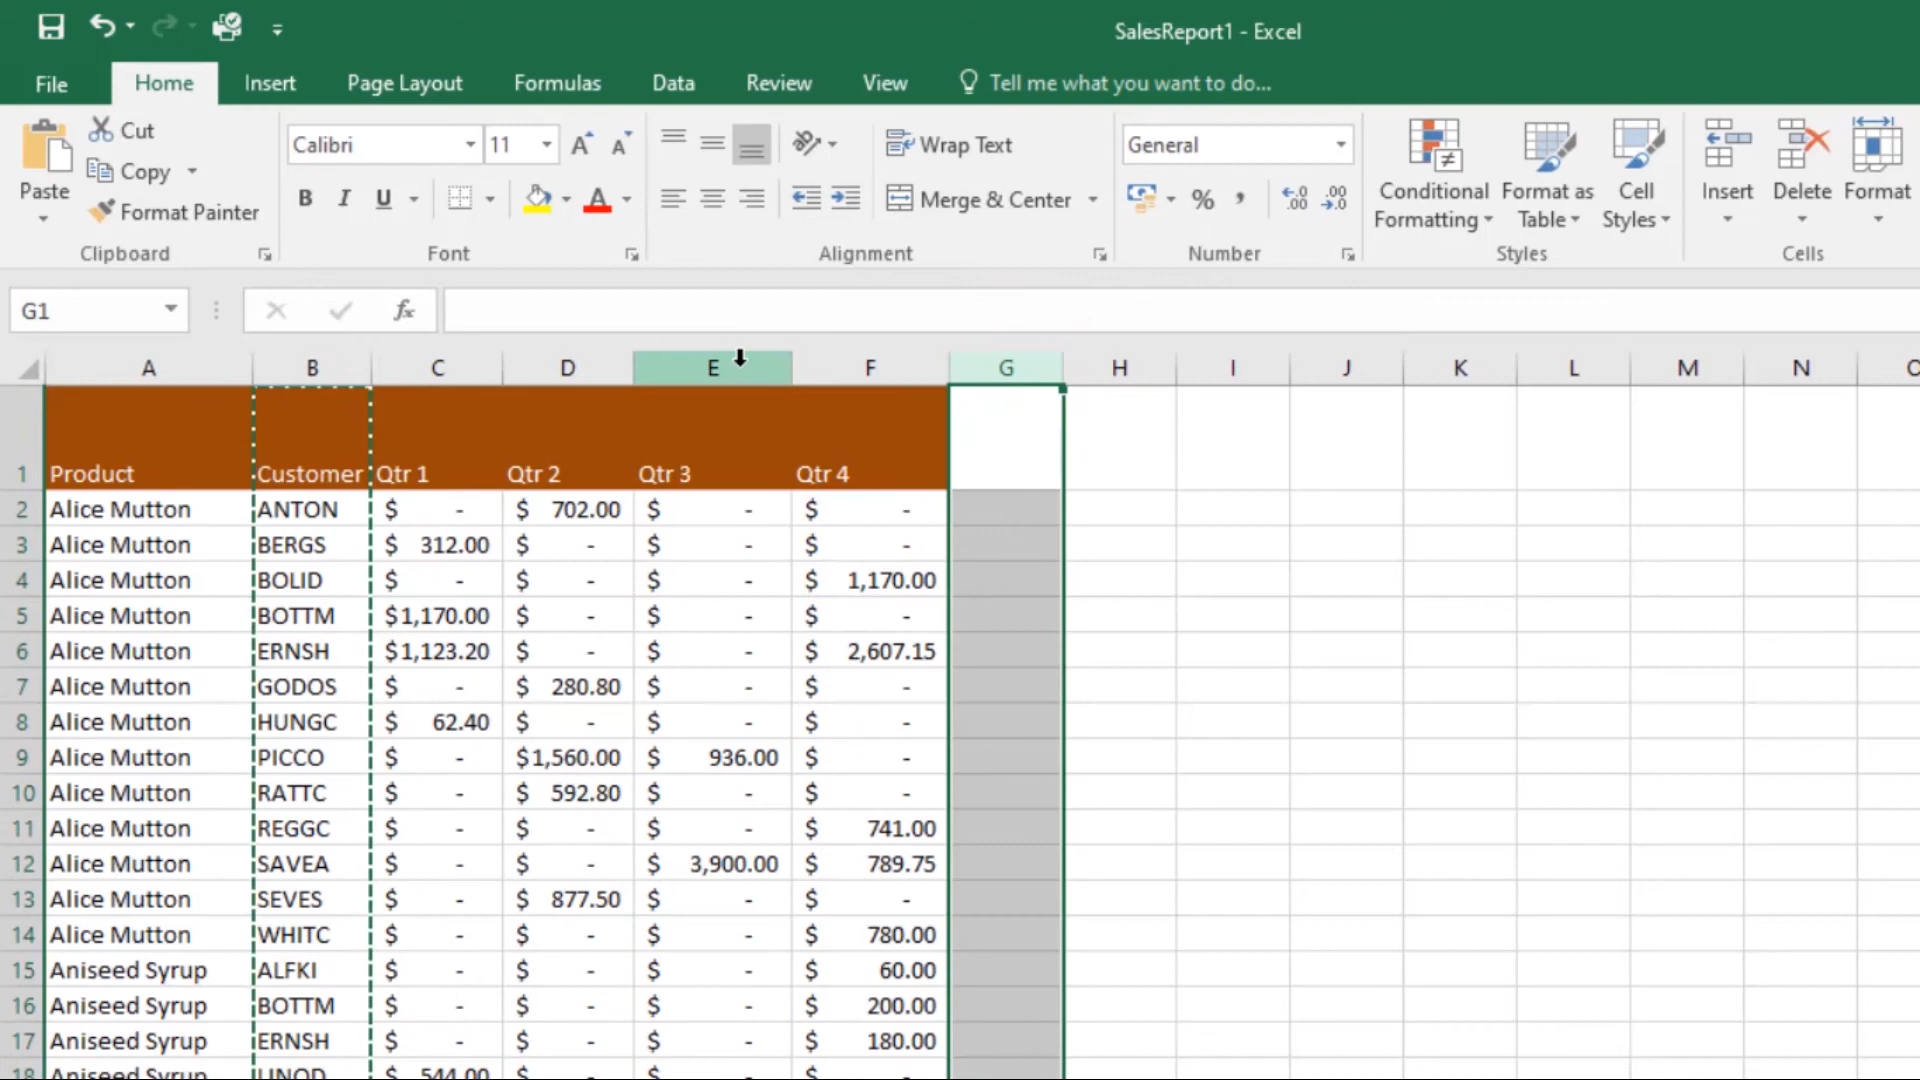 SalesReport1 - Excel
File Home Insert Page Layout Formulas Data Review View Tell me what you want to do...
Paste
Cut
Copy
Format Painter
Clipboard
Calibri 11
B I U
Font
Wrap Text
Merge & Center
Alignment
General
% ,
Number
Conditional Formatting
Format as Table
Cell Styles
Styles
Insert Delete Format
Cells
G1 fx
A B C D E F G H I J K L M N O
1 Product Customer Qtr 1 Qtr 2 Qtr 3 Qtr 4
2 Alice Mutton ANTON $ - $ 702.00 $ - $ -
3 Alice Mutton BERGS $ 312.00 $ - $ - $ -
4 Alice Mutton BOLID $ - $ - $ - $ 1,170.00
5 Alice Mutton BOTTM $1,170.00 $ - $ - $ -
6 Alice Mutton ERNSH $1,123.20 $ - $ - $ 2,607.15
7 Alice Mutton GODOS $ - $ 280.80 $ - $ -
8 Alice Mutton HUNGC $ 62.40 $ - $ - $ -
9 Alice Mutton PICCO $ - $1,560.00 $ 936.00 $ -
10 Alice Mutton RATTC $ - $ 592.80 $ - $ -
11 Alice Mutton REGGC $ - $ - $ - $ 741.00
12 Alice Mutton SAVEA $ - $ - $ 3,900.00 $ 789.75
13 Alice Mutton SEVES $ - $ 877.50 $ - $ -
14 Alice Mutton WHITC $ - $ - $ - $ 780.00
15 Aniseed Syrup ALFKI $ - $ - $ - $ 60.00
16 Aniseed Syrup BOTTM $ - $ - $ - $ 200.00
17 Aniseed Syrup ERNSH $ - $ - $ - $ 180.00
18 Aniseed Syrup LINOD $ 544.00 $ - $ - $ -